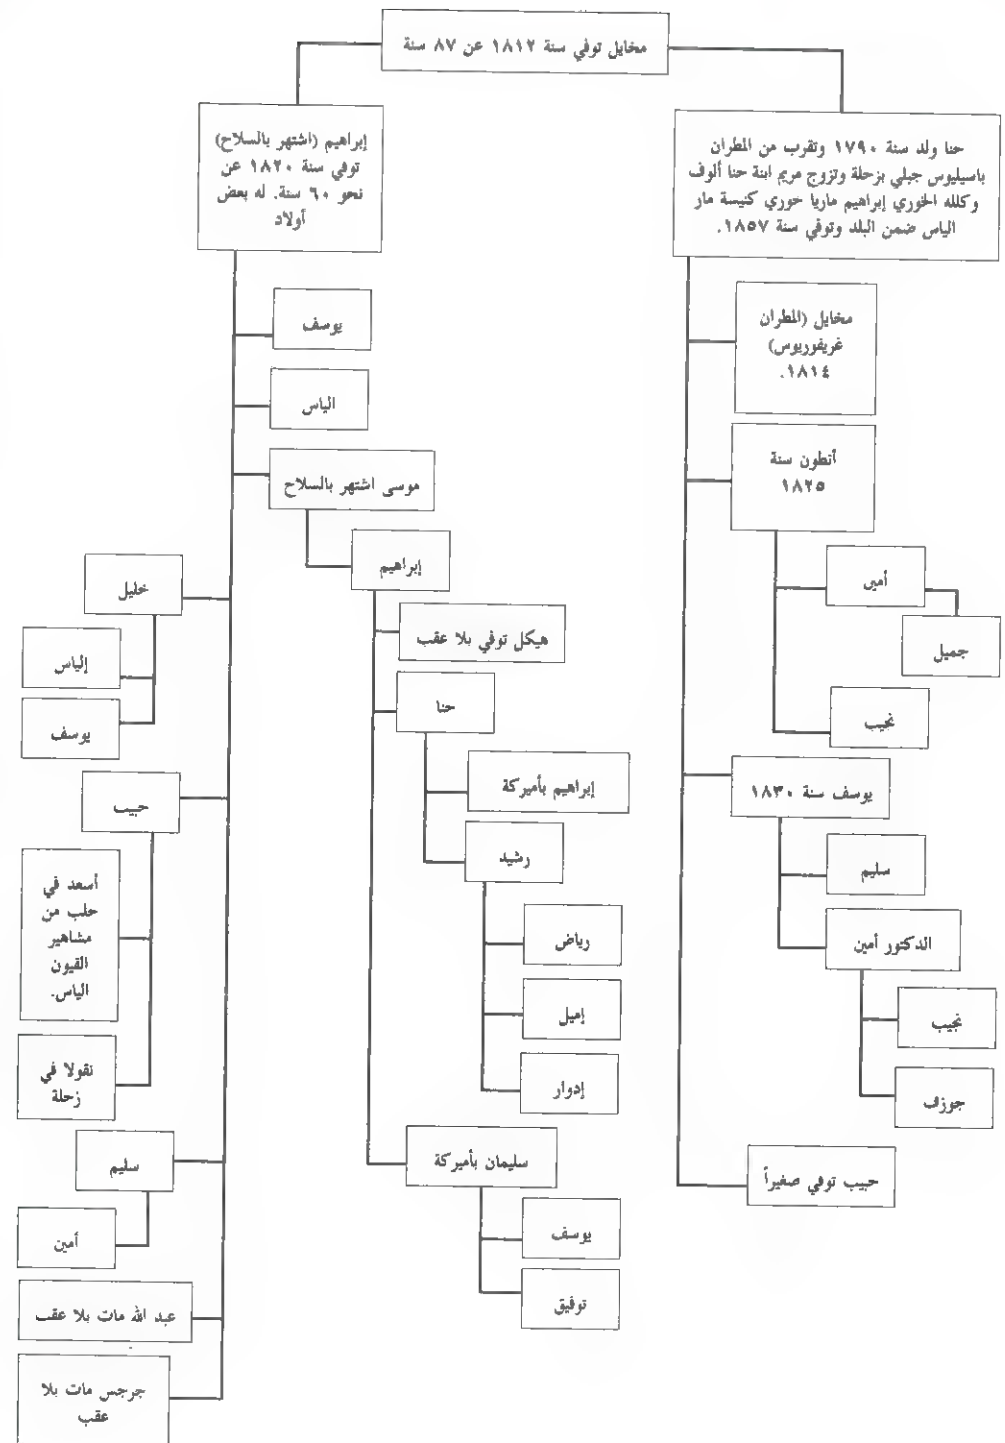 مخايل توفي سنة ١٨١٢ عن ٨٧ سنة
حنا ولد سنة ١٧٩٠ وتقرب من المطران
باسيليوس جبلي بزحلة وتزوج مريم ابنة حنا ألوف
وكلله الخوري إبراهيم ماريا خوري كنيسة مار
الياس ضمن البلد وتوفي سنة ١٨٥٧.
مخايل (المطران
غريغوريوس)
١٨١٤.
أنطون سنة
١٨٢٥
أمين
جميل
نجيب
يوسف سنة ١٨٣٠
سليم
الدكتور أمين
نجيب
جوزاف
حبيب توفي صغيراً
إبراهيم (اشتهر بالسلاح)
توفي سنة ١٨٢٠ عن
نحو ٦٠ سنة. له بعض
أولاد
يوسف
الياس
موسى اشتهر بالسلاح
إبراهيم
هيكل توفي بلا عقب
حنا
إبراهيم بأميركة
رشيد
رياض
إميل
إدوار
سليمان بأميركة
يوسف
توفيق
خليل
إلياس
يوسف
حبيب
أسعد في
حلب من
مشاهير
القيون
الياس.
نقولا في
زحلة
سليم
أمين
عبد الله مات بلا عقب
جرجس مات بلا
عقب